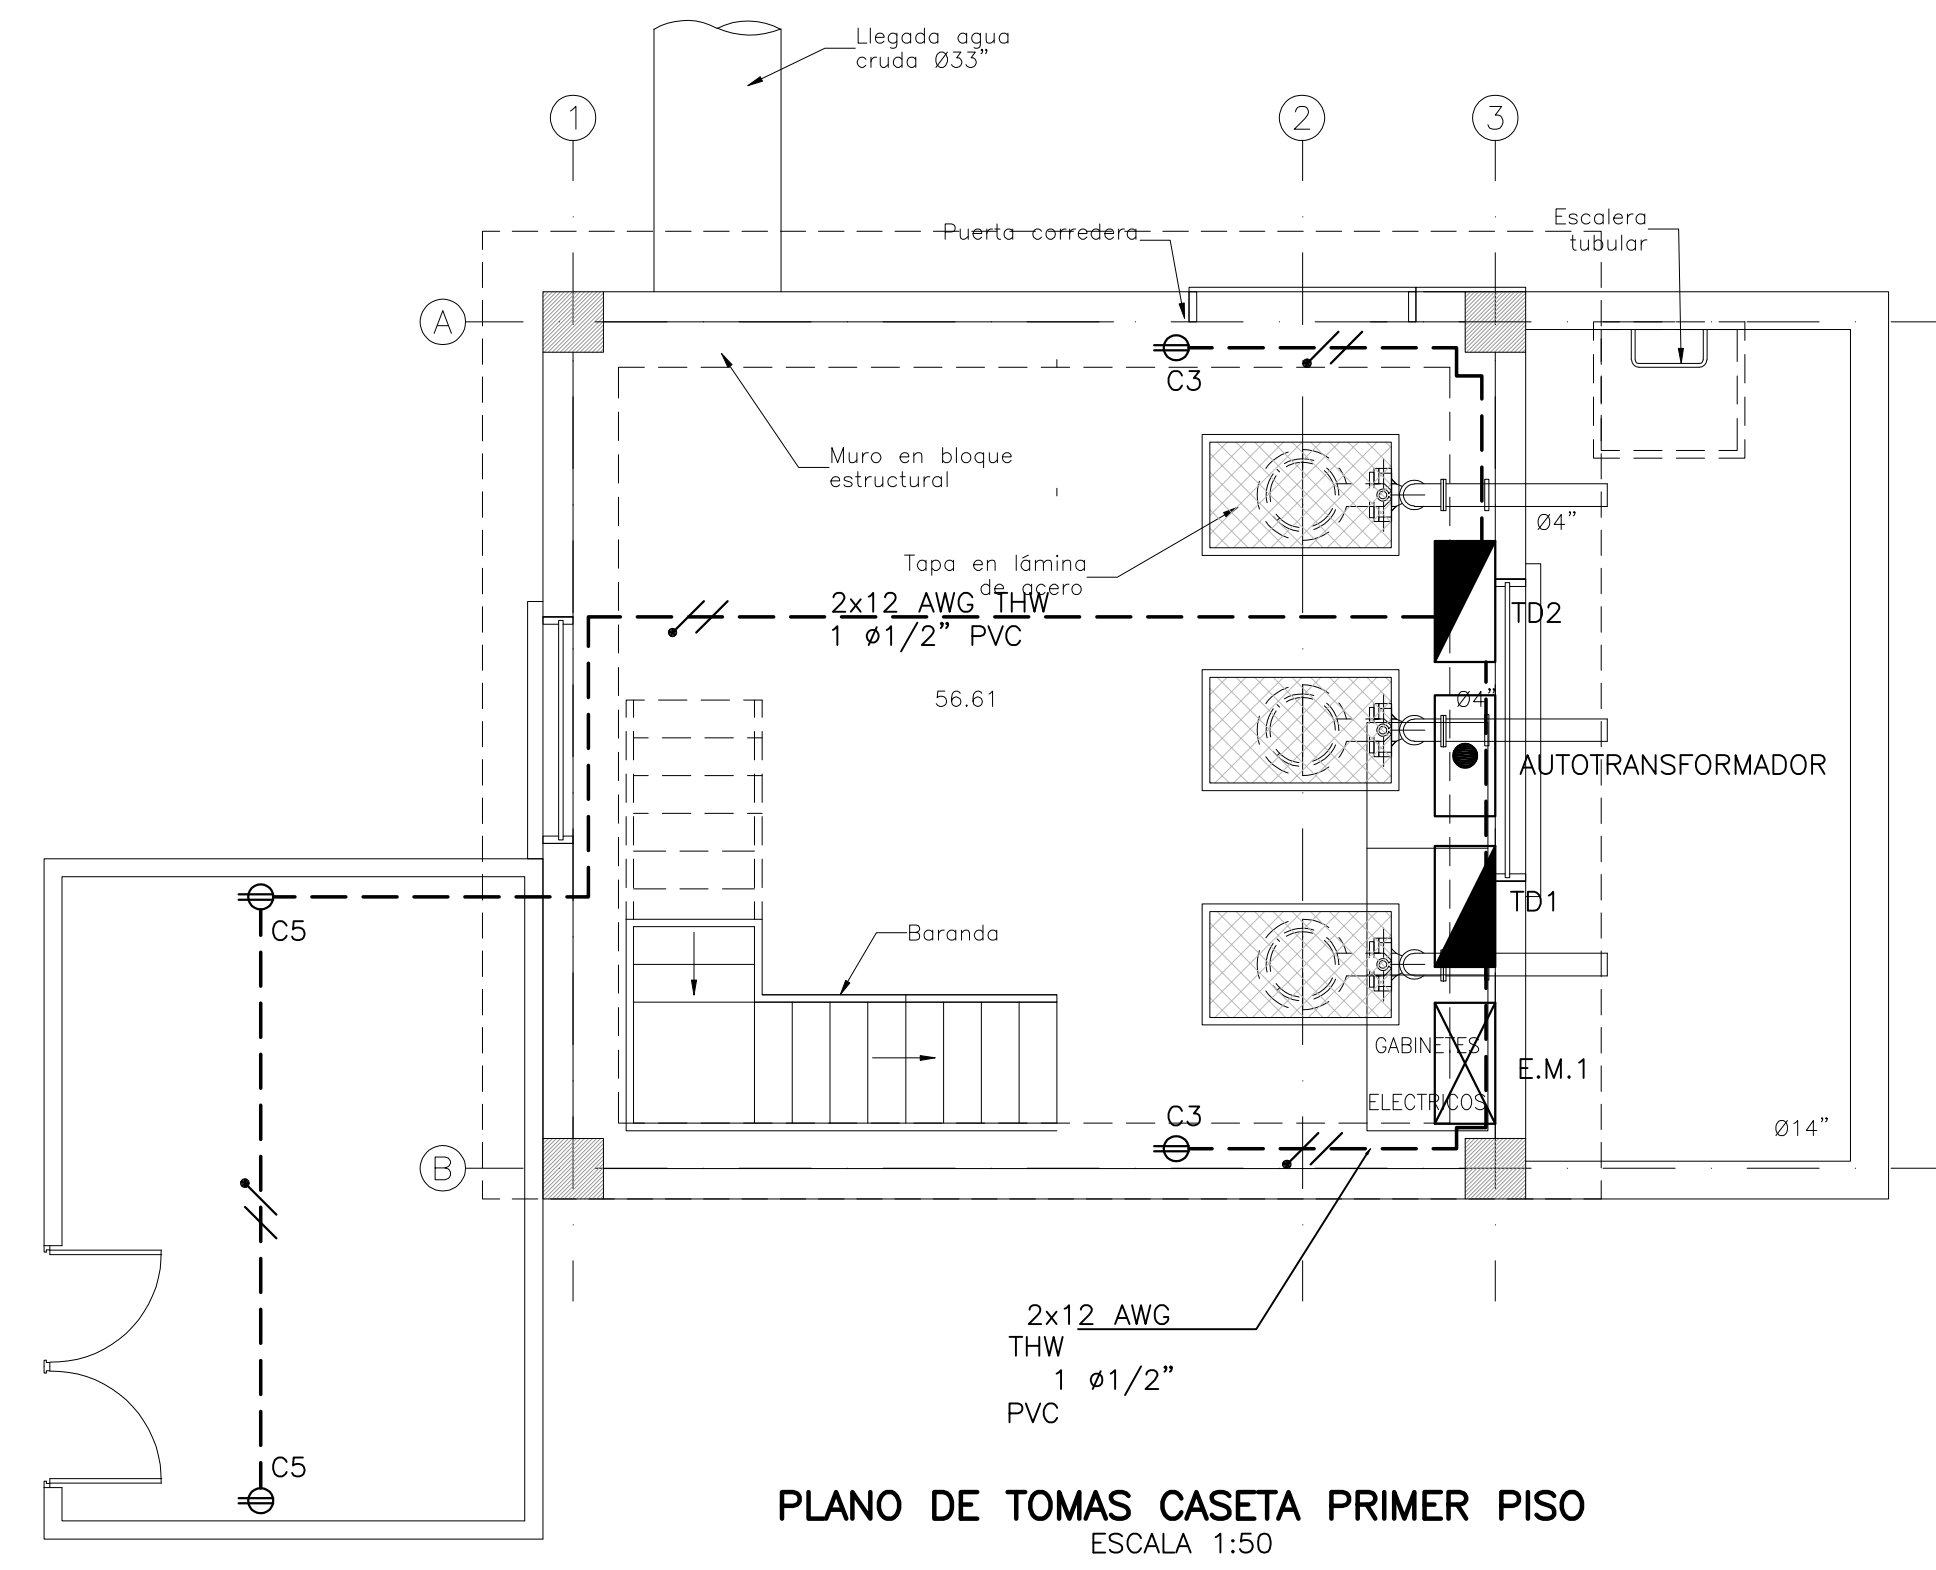 Llegada agua
cruda Ø33”
1
2
3
Escalera
tubular
Puerta corredera
A
C3
Muro en bloque
estructural
Ø4”
Tapa en lámina
de acero
2x12 AWG THW
1 ø1/2” PVC
TD2
56.61
Ø4”
AUTOTRANSFORMADOR
TD1
C5
Baranda
GABINETES
E.M.1
ELECTRICOS
C3
Ø14”
B
2x12 AWG
THW
1 ø1/2”
PVC
C5
PLANO DE TOMAS CASETA PRIMER PISO
ESCALA 1:50